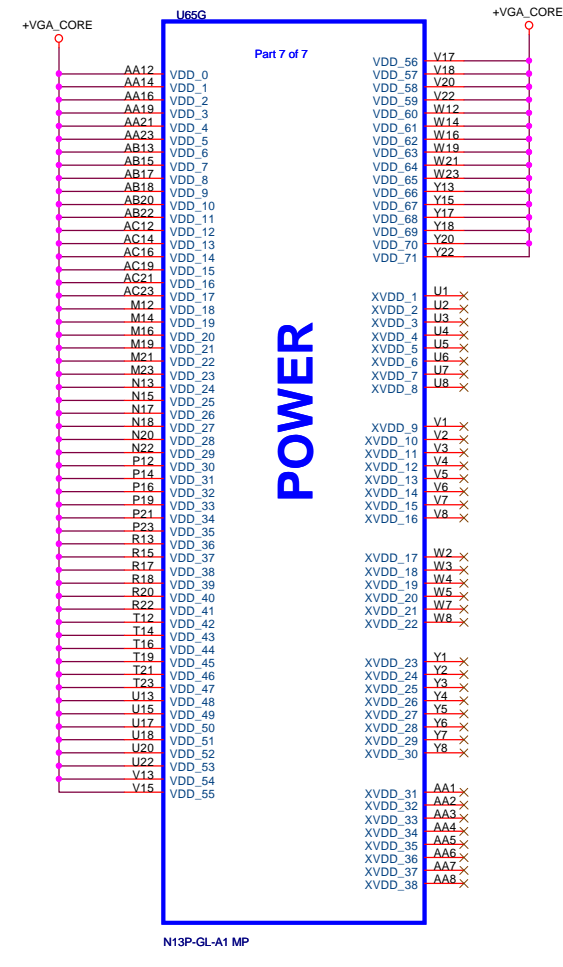 U65G
+VGA_CORE
+VGA_CORE
Part 7 of 7
POWER
AA12 VDD_0
AA14 VDD_1
AA16 VDD_2
AA19 VDD_3
AA21 VDD_4
AA23 VDD_5
AB13 VDD_6
AB15 VDD_7
AB17 VDD_8
AB18 VDD_9
AB20 VDD_10
AB22 VDD_11
AC12 VDD_12
AC14 VDD_13
AC16 VDD_14
AC19 VDD_15
AC21 VDD_16
AC23 VDD_17
M12 VDD_18
M14 VDD_19
M16 VDD_20
M19 VDD_21
M21 VDD_22
M23 VDD_23
N13 VDD_24
N15 VDD_25
N17 VDD_26
N18 VDD_27
N20 VDD_28
N22 VDD_29
P12 VDD_30
P14 VDD_31
P16 VDD_32
P19 VDD_33
P21 VDD_34
P23 VDD_35
R13 VDD_36
R15 VDD_37
R17 VDD_38
R18 VDD_39
R20 VDD_40
R22 VDD_41
T12 VDD_42
T14 VDD_43
T16 VDD_44
T19 VDD_45
T21 VDD_46
T23 VDD_47
U13 VDD_48
U15 VDD_49
U17 VDD_50
U18 VDD_51
U20 VDD_52
U22 VDD_53
V13 VDD_54
V15 VDD_55
VDD_56 V17
VDD_57 V18
VDD_58 V20
VDD_59 V22
VDD_60 W12
VDD_61 W14
VDD_62 W16
VDD_63 W19
VDD_64 W21
VDD_65 W23
VDD_66 Y13
VDD_67 Y15
VDD_68 Y17
VDD_69 Y18
VDD_70 Y20
VDD_71 Y22
XVDD_1 U1
XVDD_2 U2
XVDD_3 U3
XVDD_4 U4
XVDD_5 U5
XVDD_6 U6
XVDD_7 U7
XVDD_8 U8
XVDD_9 V1
XVDD_10 V2
XVDD_11 V3
XVDD_12 V4
XVDD_13 V5
XVDD_14 V6
XVDD_15 V7
XVDD_16 V8
XVDD_17 W2
XVDD_18 W3
XVDD_19 W4
XVDD_20 W5
XVDD_21 W7
XVDD_22 W8
XVDD_23 Y1
XVDD_24 Y2
XVDD_25 Y3
XVDD_26 Y4
XVDD_27 Y5
XVDD_28 Y6
XVDD_29 Y7
XVDD_30 Y8
XVDD_31 AA1
XVDD_32 AA2
XVDD_33 AA3
XVDD_34 AA4
XVDD_35 AA5
XVDD_36 AA6
XVDD_37 AA7
XVDD_38 AA8
N13P-GL-A1 MP